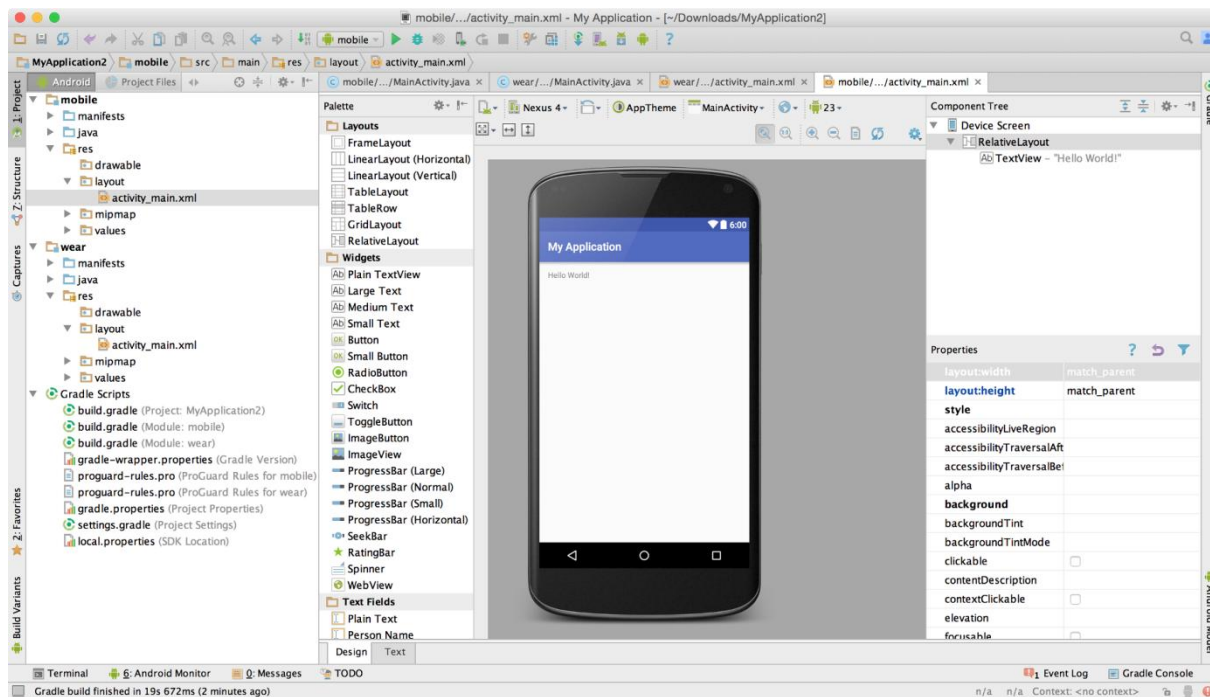 mobile/.../activity_main.xml - My Application - [~/Downloads/MyApplication2]
mobile
MyApplication2 mobile src main res layout activity_main.xml
1: Project
Z: Structure
Captures
2: Favorites
Build Variants
Android Project Files
mobile
manifests
java
res
drawable
layout
activity_main.xml
mipmap
values
wear
manifests
java
res
drawable
layout
activity_main.xml
mipmap
values
Gradle Scripts
build.gradle (Project: MyApplication2)
build.gradle (Module: mobile)
build.gradle (Module: wear)
gradle-wrapper.properties (Gradle Version)
proguard-rules.pro (ProGuard Rules for mobile)
proguard-rules.pro (ProGuard Rules for wear)
gradle.properties (Project Properties)
settings.gradle (Project Settings)
local.properties (SDK Location)
mobile/.../MainActivity.java wear/.../MainActivity.java wear/.../activity_main.xml mobile/.../activity_main.xml
Palette
Layouts
FrameLayout
LinearLayout (Horizontal)
LinearLayout (Vertical)
TableLayout
TableRow
GridLayout
RelativeLayout
Widgets
Ab Plain TextView
Ab Large Text
Ab Medium Text
Ab Small Text
OK Button
OK Small Button
RadioButton
CheckBox
Switch
ToggleButton
ImageButton
ImageView
ProgressBar (Large)
ProgressBar (Normal)
ProgressBar (Small)
ProgressBar (Horizontal)
SeekBar
RatingBar
Spinner
WebView
Text Fields
Plain Text
Person Name
Design Text
Nexus 4 AppTheme MainActivity 23
6:00
My Application
Hello World!
Component Tree
Device Screen
RelativeLayout
Ab TextView – "Hello World!"
Properties
layout:width match_parent
layout:height match_parent
style
accessibilityLiveRegion
accessibilityTraversalAft
accessibilityTraversalBef
alpha
background
backgroundTint
backgroundTintMode
clickable
contentDescription
contextClickable
elevation
focusable
Terminal 6: Android Monitor 0: Messages TODO 1 Event Log Gradle Console
Gradle build finished in 19s 672ms (2 minutes ago) n/a n/a Context: <no context>